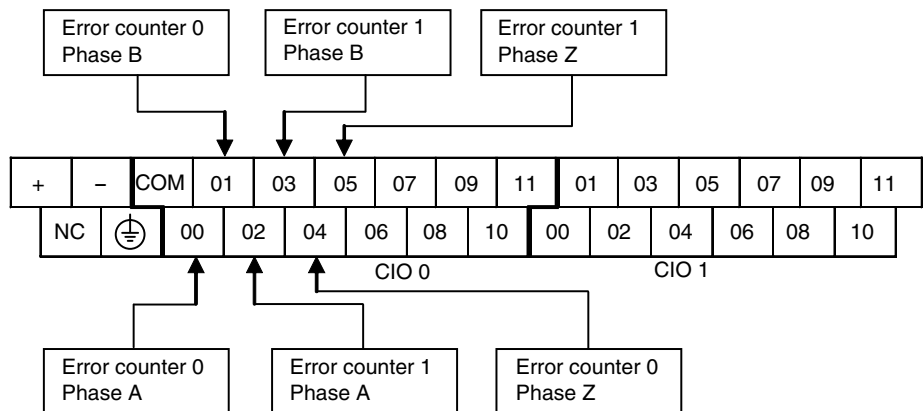 Error counter 0
Phase B
Error counter 1
Phase B
Error counter 1
Phase Z
+ – COM 01 03 05 07 09 11 01 03 05 07 09 11
NC 00 02 04 06 08 10 00 02 04 06 08 10
CIO 0 CIO 1
Error counter 0
Phase A
Error counter 1
Phase A
Error counter 0
Phase Z